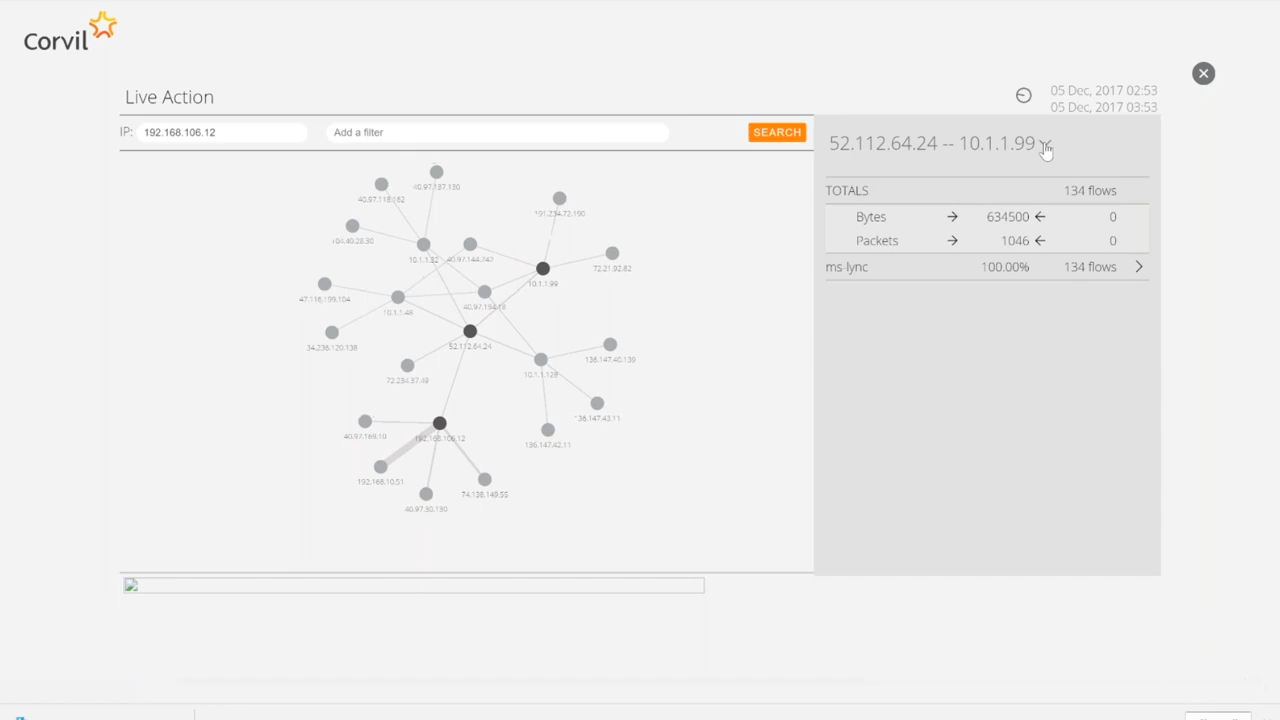 Corvil
Live Action
05 Dec, 2017 02:53
05 Dec, 2017 03:53
IP: 192.168.106.12 Add a filter SEARCH
52.112.64.24 -- 10.1.1.99
TOTALS 134 flows
Bytes → 634500 ← 0
Packets → 1046 ← 0
ms-lync 100.00% 134 flows
40.97.137.130
40.97.118.162
191.234.72.190
104.40.28.30
10.1.1.32
40.97.144.242
72.21.92.82
10.1.1.99
47.116.199.104
40.97.134.18
10.1.1.48
34.236.120.138
52.112.64.24
136.147.40.139
72.234.37.49
10.1.1.128
136.147.43.11
40.97.169.10
192.168.106.12
136.147.42.11
192.168.10.51
74.138.149.55
40.97.30.130